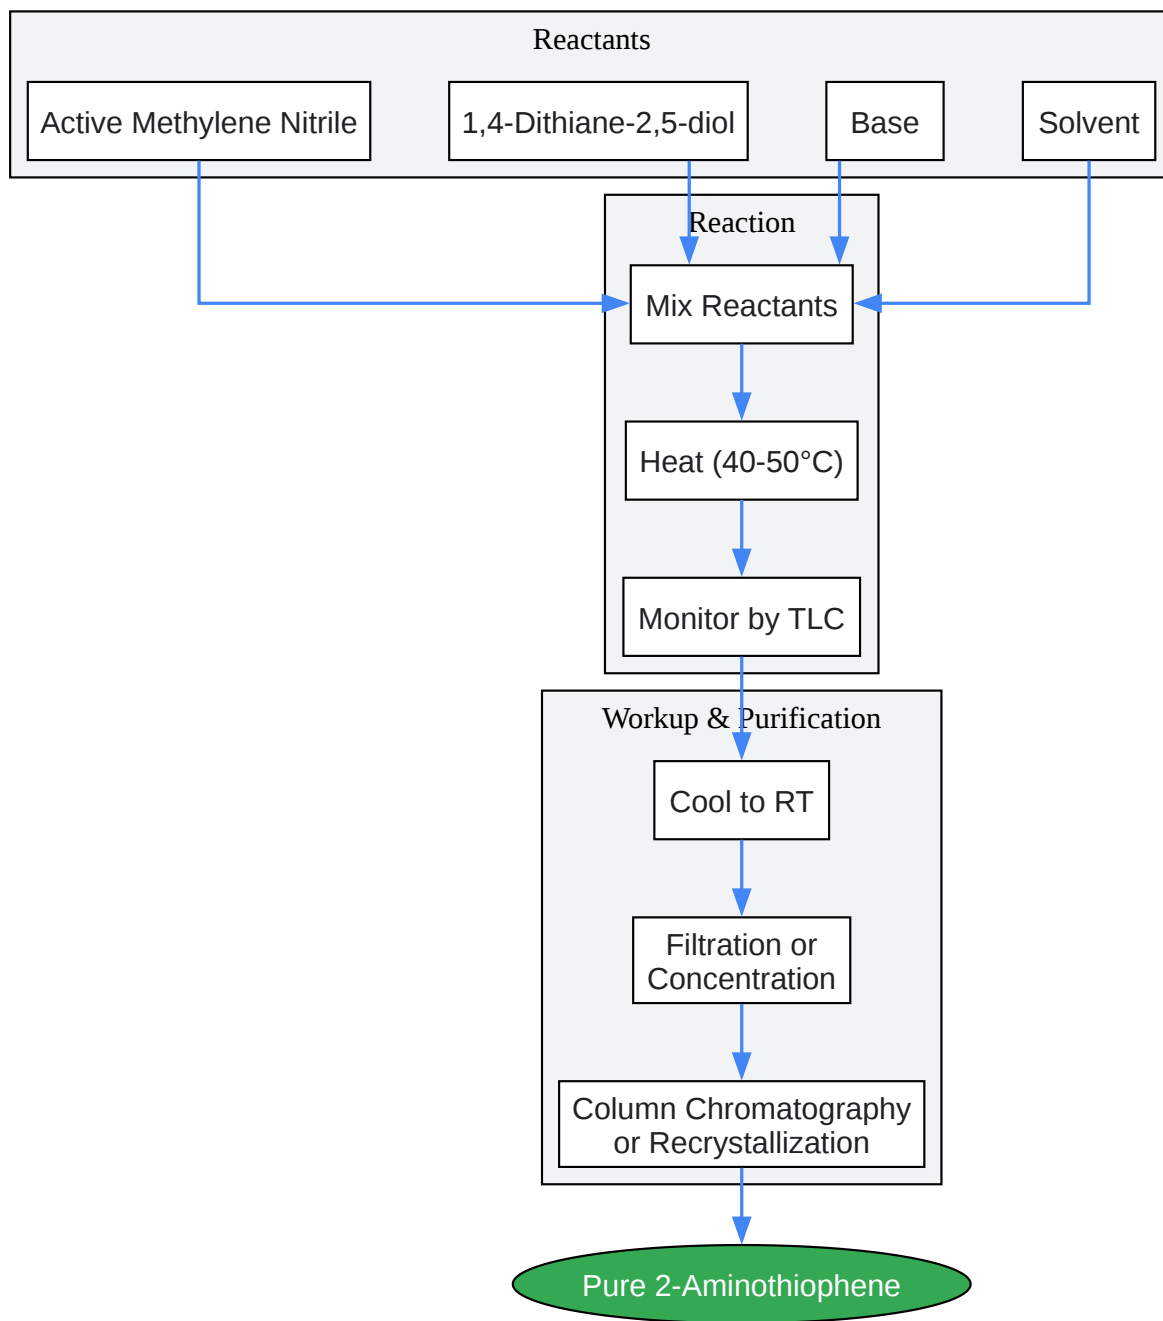 Reactants
Active Methylene Nitrile
1,4-Dithiane-2,5-diol
Base
Solvent
Reaction
Mix Reactants
Heat (40-50°C)
Monitor by TLC
Workup & Purification
Cool to RT
Filtration or
Concentration
Column Chromatography
or Recrystallization
Pure 2-Aminothiophene